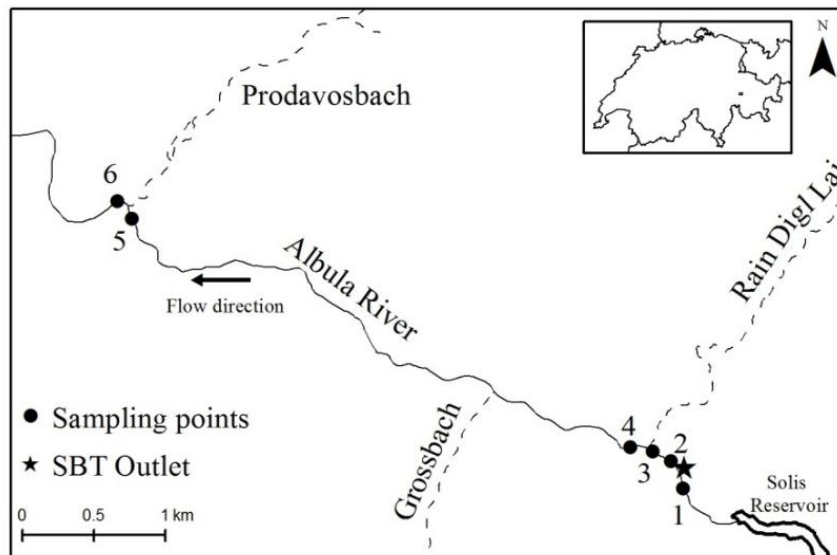 N
Prodavosbach
6
5
Rain Digl Lai
Albula River
Flow direction
Sampling points
SBT Outlet
4
2
3
1
Grossbach
Solis
Reservoir
0 0.5 1 km